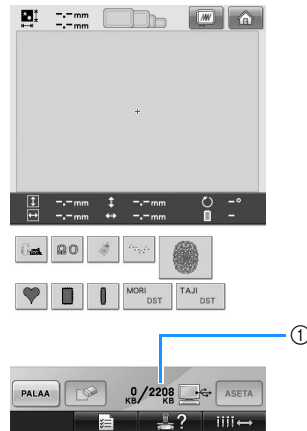 -.- mm
-.- mm
-.- mm -.- mm -°
-.- mm -.- mm -
MORI DST TAJI DST
①
PALAA 0 KB/2208 KB ASETA
?